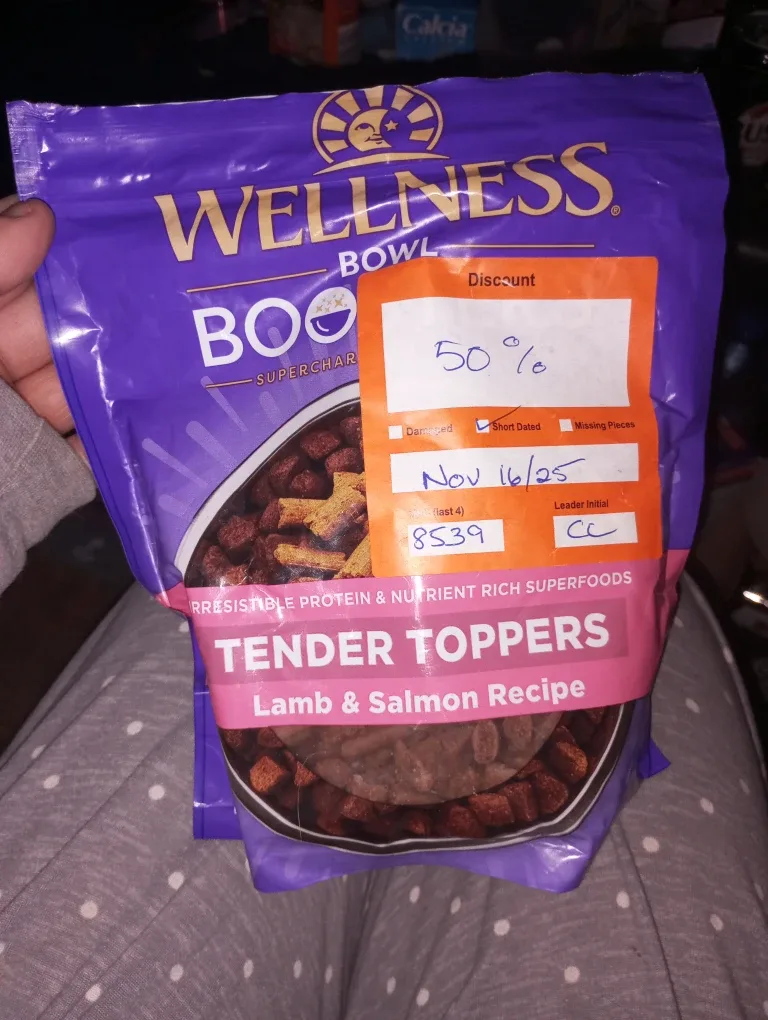 Calcia
WELLNESS®
BOWL
BOO
SUPERCHAR
Discount
50%
Damaged
Short Dated
Missing Pieces
Nov 16/25
(last 4)
Leader Initial
8539
CC
IRRESISTIBLE PROTEIN & NUTRIENT RICH SUPERFOODS
TENDER TOPPERS
Lamb & Salmon Recipe